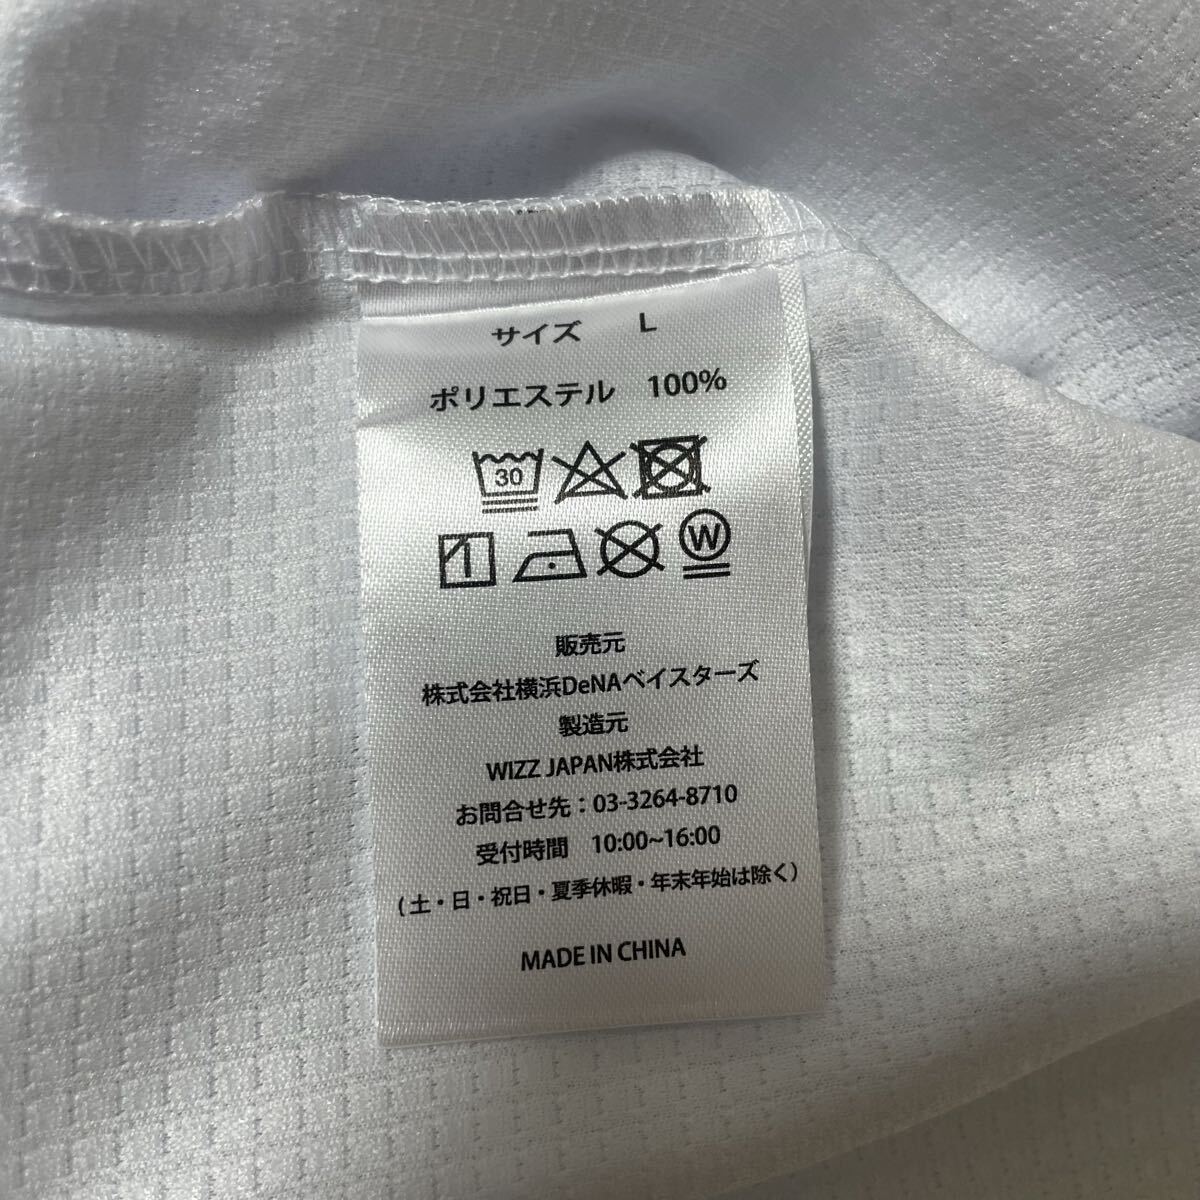 サイズ　L
ポリエステル　100%
30
W
販売元
株式会社横浜DeNAベイスターズ
製造元
WIZZ JAPAN株式会社
お問合せ先：03-3264-8710
受付時間　10:00~16:00
(土・日・祝日・夏季休暇・年末年始は除く)
MADE IN CHINA